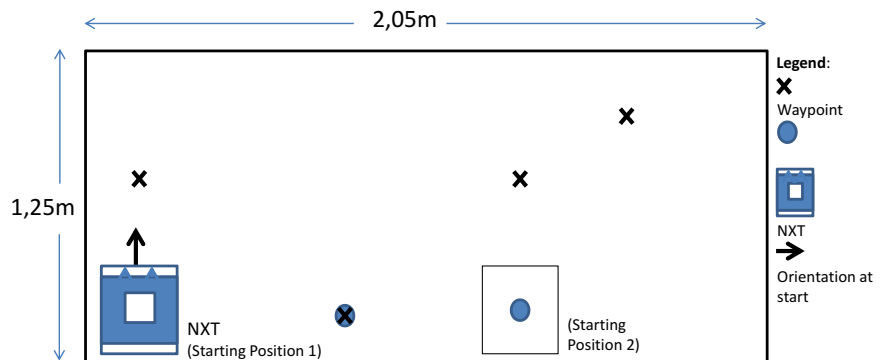 2,05m
Legend:
Waypoint
1,25m
NXT
Orientation at
start
NXT
(Starting Position 1)
(Starting
Position 2)